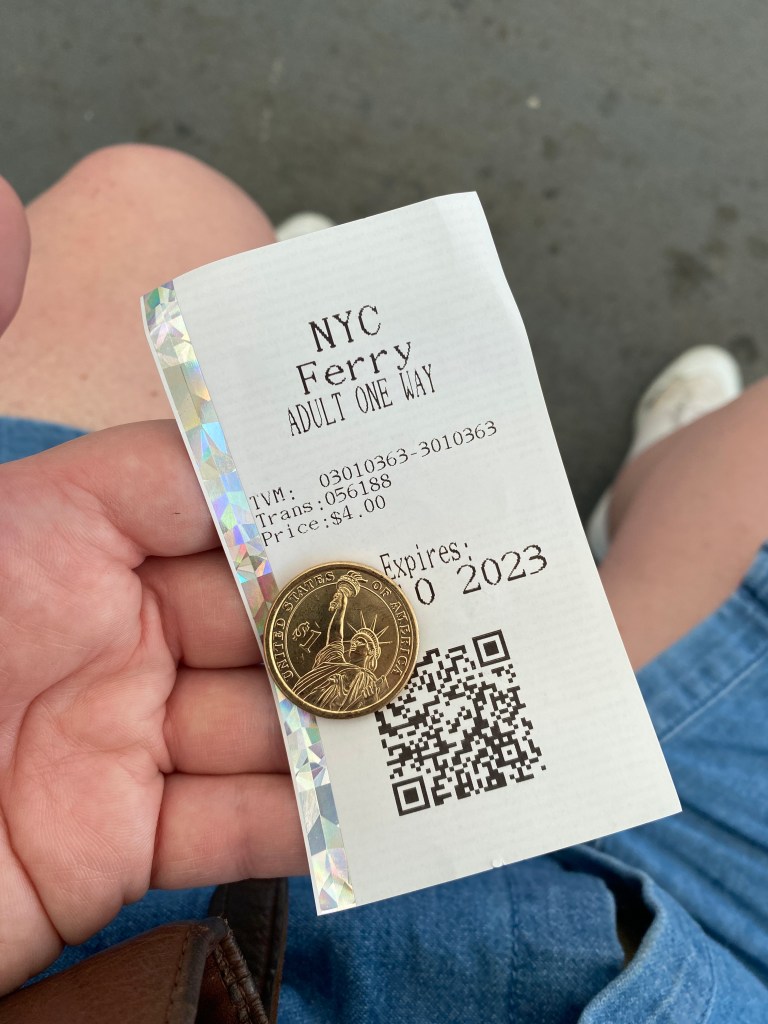 NYC
Ferry
ADULT ONE WAY
TVM: 03010363-3010363
Trans:056188
Price:$4.00
Expires:
0 2023
UNITED STATES OF AMERICA
$1